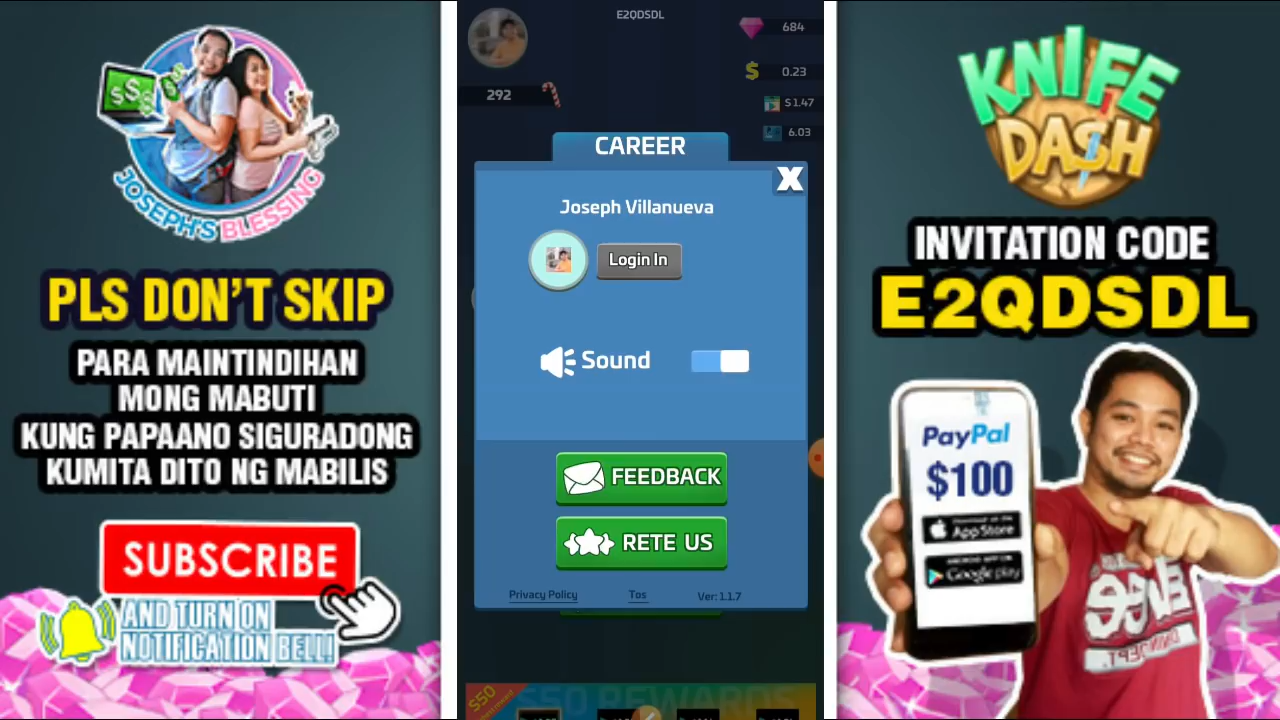 JOSEPH'S BLESSING
PLS DON'T SKIP
PARA MAINTINDIHAN
MONG MABUTI
KUNG PAPAANO SIGURADONG
KUMITA DITO NG MABILIS
SUBSCRIBE
AND TURN ON
NOTIFICATION BELL!
E2QDSDL
684
$ 0.23
292
$ 1.47
6.03
CAREER
X
Joseph Villanueva
Login In
Sound
FEEDBACK
RETE US
Privacy Policy
Tos
Ver: 1.1.7
$50
$50 REWARDS
KNIFE
DASH
INVITATION CODE
E2QDSDL
PayPal
$100
App Store
Google play